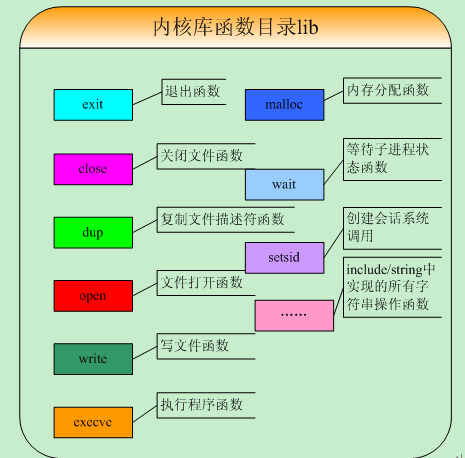 内核库函数目录lib
exit
退出函数
malloc
内存分配函数
close
关闭文件函数
wait
等待子进程状
态函数
dup
复制文件描述符函数
setsid
创建会话系统
调用
open
文件打开函数
……
include/string中
实现的所有字
符串操作函数
write
写文件函数
execve
执行程序函数